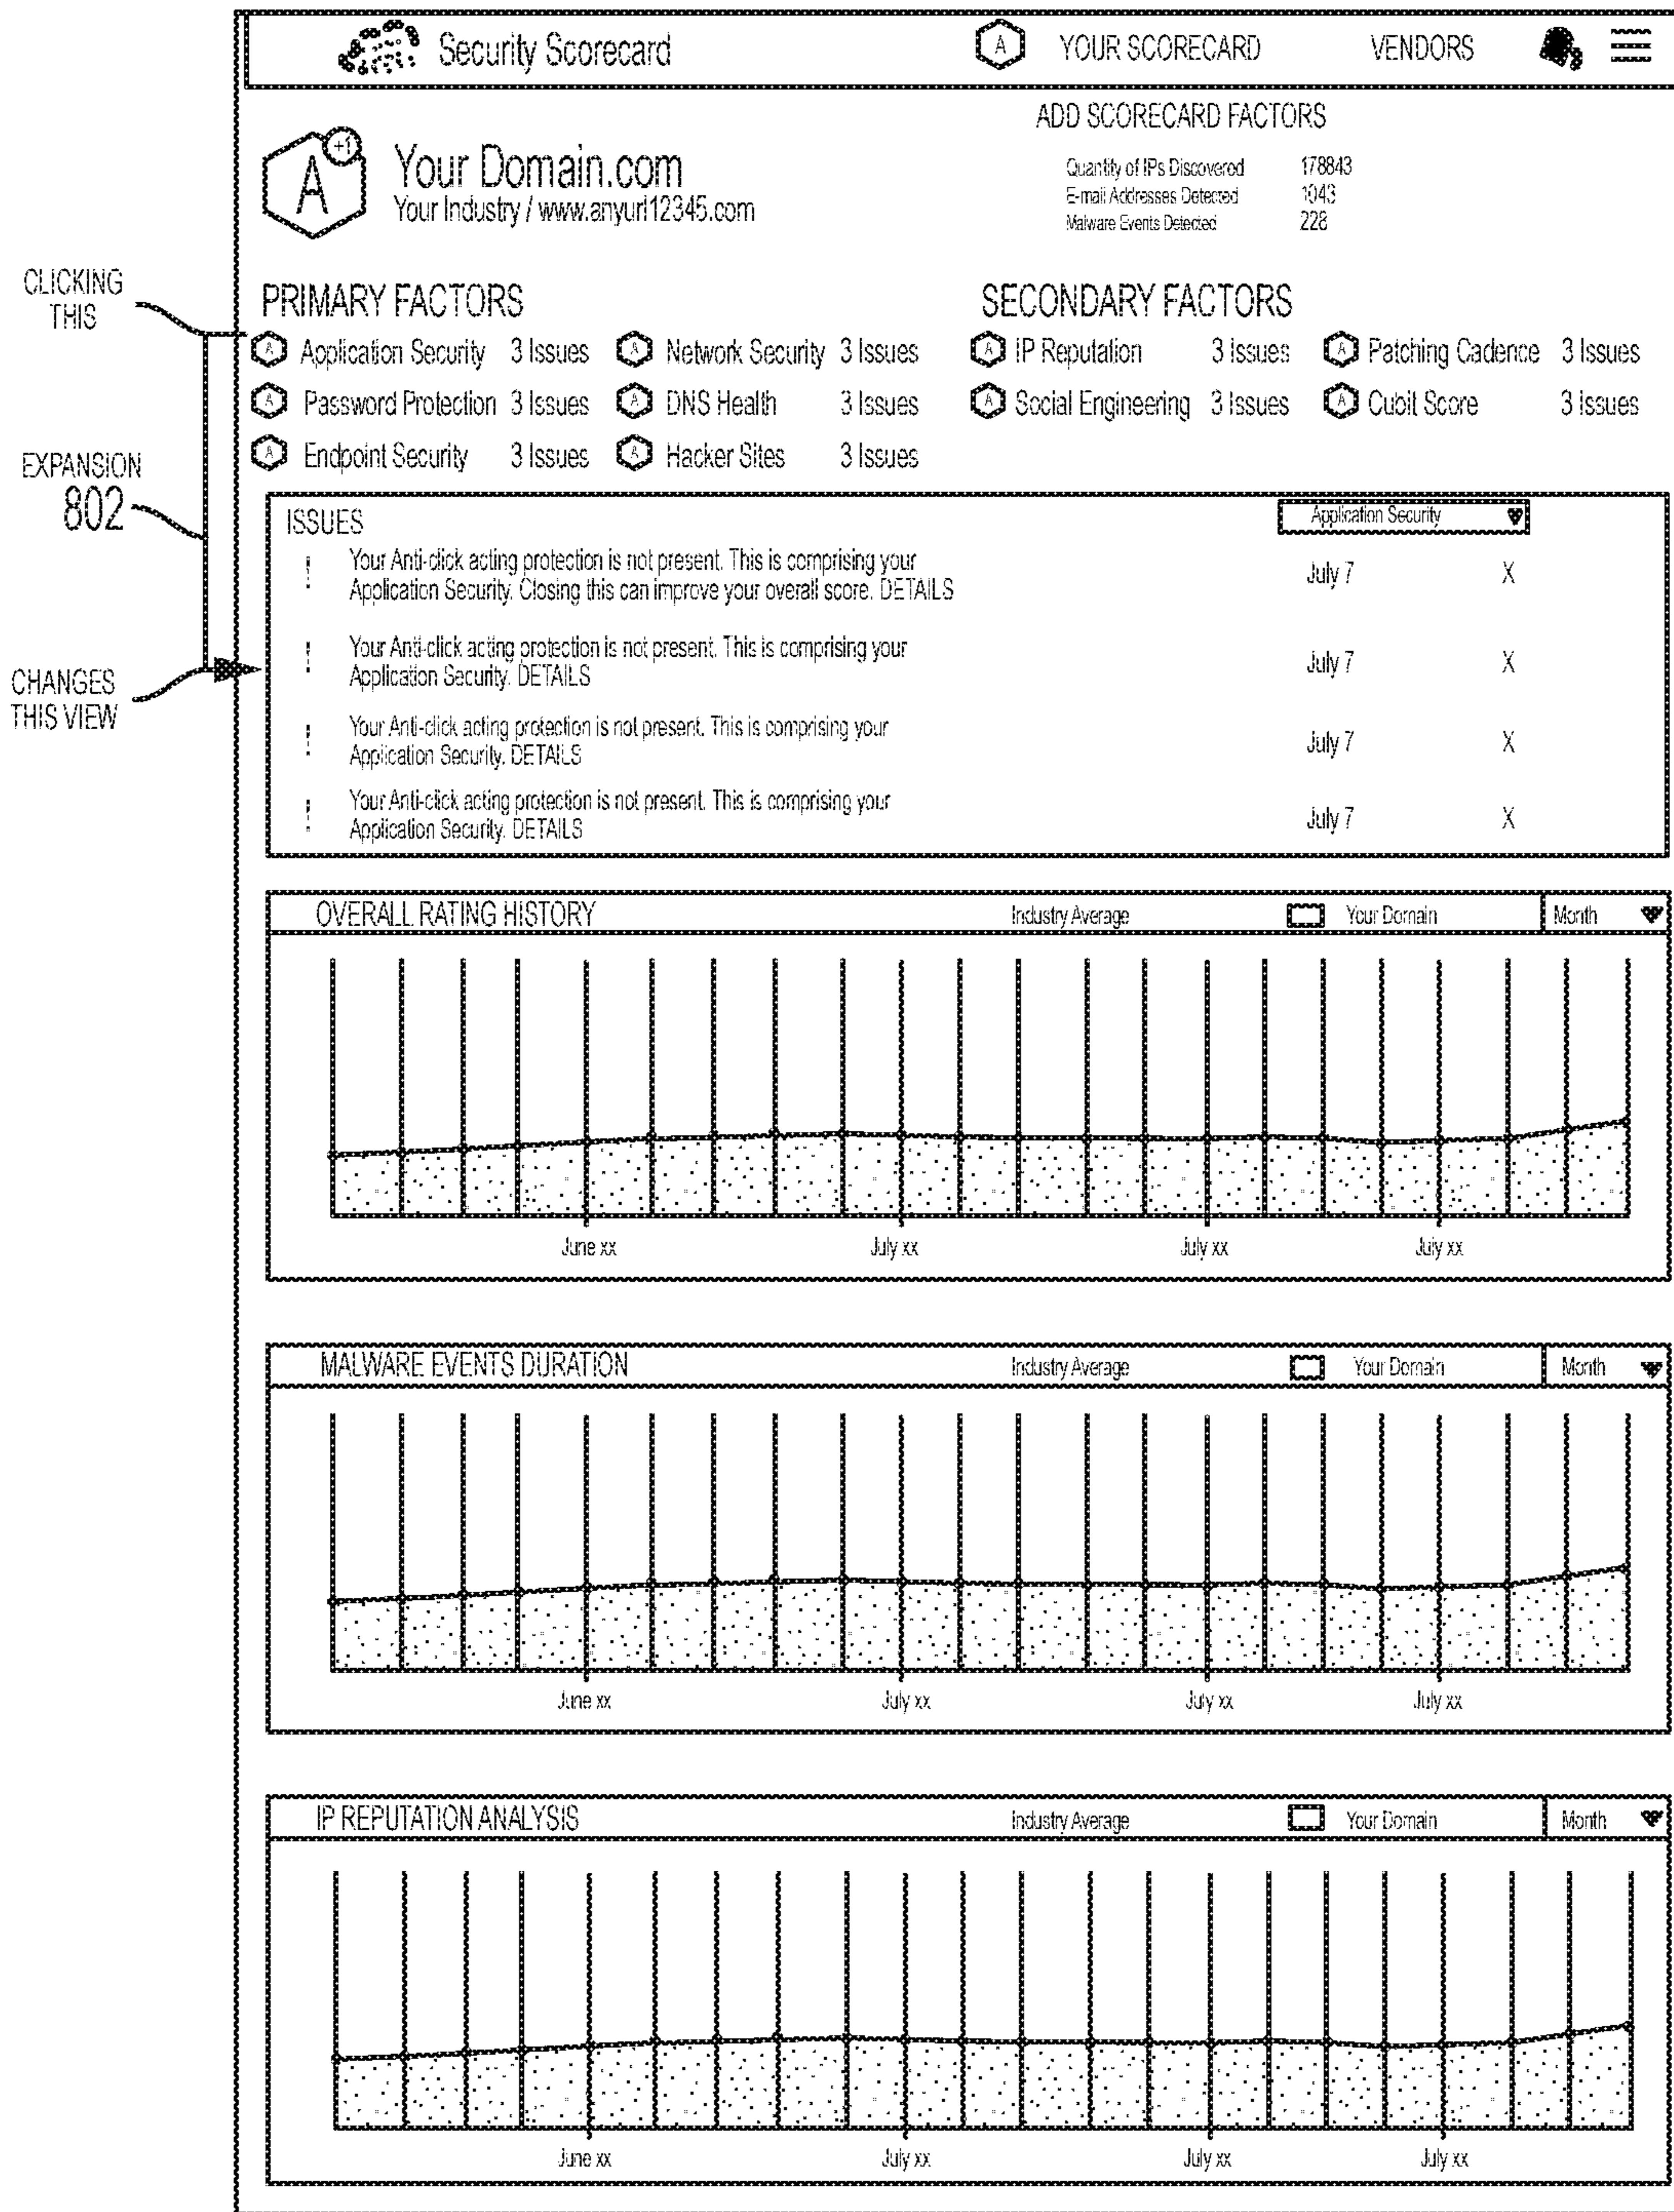 Security Scorecard
A YOUR SCORECARD VENDORS
ADD SCORECARD FACTORS
A +1
Your Domain.com
Your Industry / www.anyurl12345.com
Quantity of IPs Discovered 178843
E-mail Addresses Detected 1043
Malware Events Detected 228
CLICKING
THIS
PRIMARY FACTORS SECONDARY FACTORS
A Application Security 3 Issues A Network Security 3 Issues A IP Reputation 3 Issues A Patching Cadence 3 Issues
A Password Protection 3 Issues A DNS Health 3 Issues A Social Engineering 3 Issues A Cubit Score 3 Issues
A Endpoint Security 3 Issues A Hacker Sites 3 Issues
EXPANSION
802
ISSUES Application Security
! Your Anti-click acting protection is not present. This is comprising your
Application Security. Closing this can improve your overall score. DETAILS July 7 X
! Your Anti-click acting protection is not present. This is comprising your
Application Security. DETAILS July 7 X
CHANGES
THIS VIEW
! Your Anti-click acting protection is not present. This is comprising your
Application Security. DETAILS July 7 X
! Your Anti-click acting protection is not present. This is comprising your
Application Security. DETAILS July 7 X
OVERALL RATING HISTORY Industry Average Your Domain Month
June xx July xx July xx July xx
MALWARE EVENTS DURATION Industry Average Your Domain Month
June xx July xx July xx July xx
IP REPUTATION ANALYSIS Industry Average Your Domain Month
June xx July xx July xx July xx